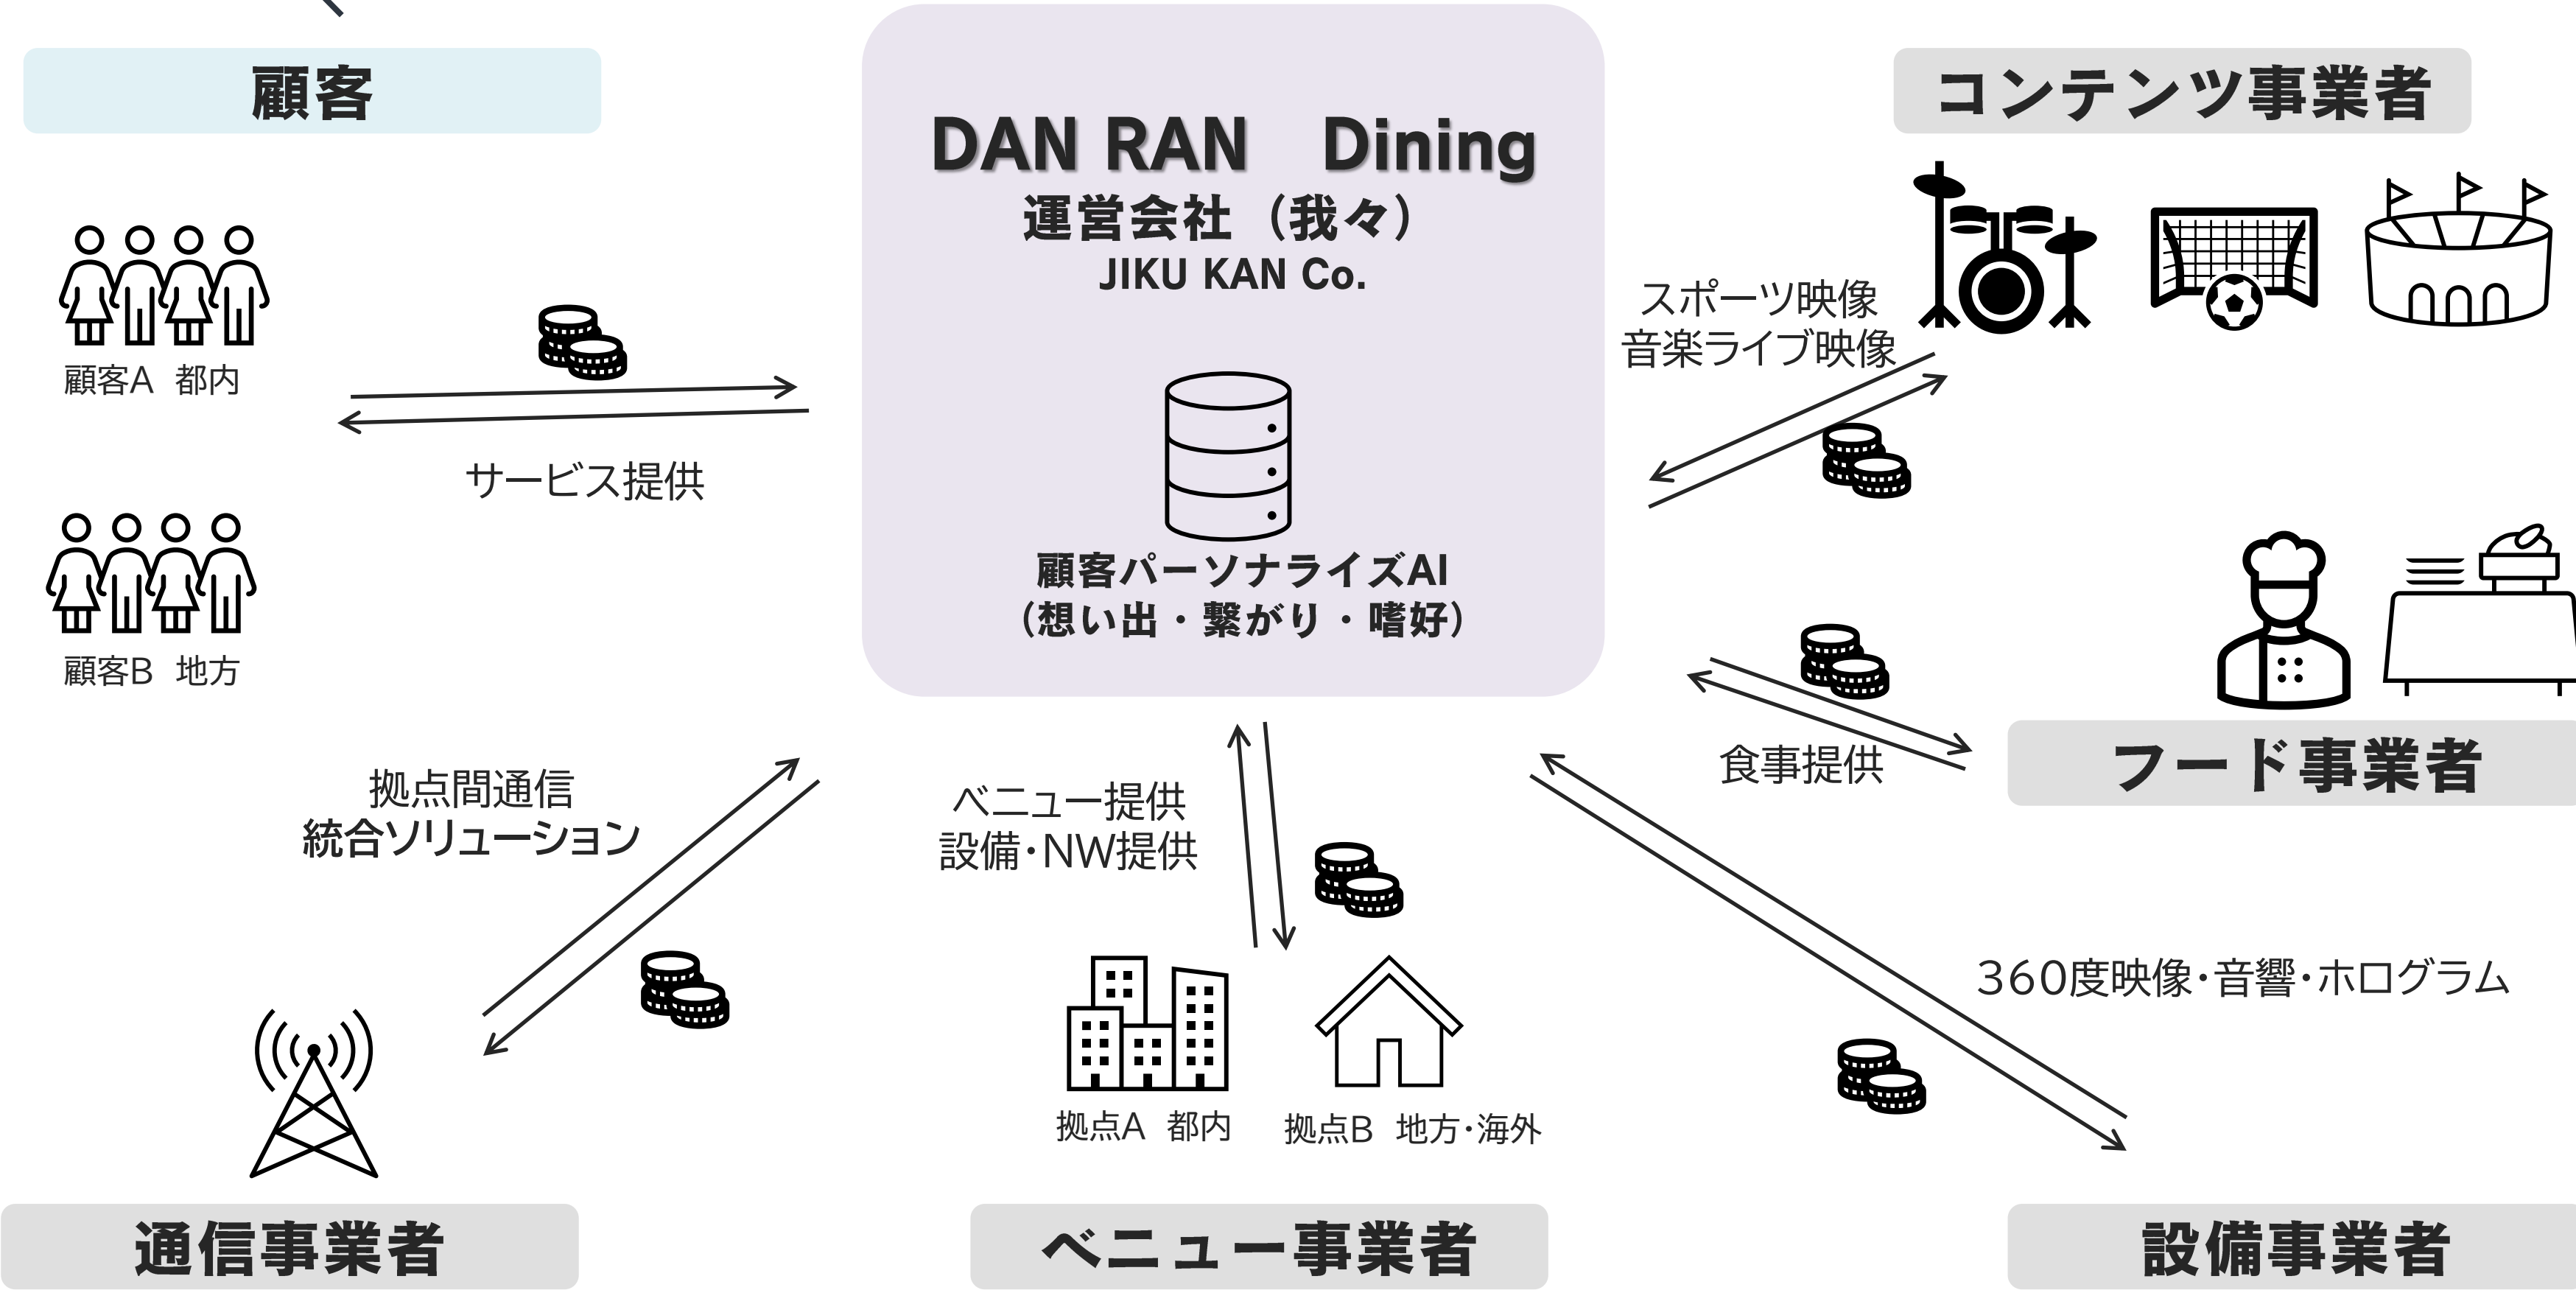 顧客
顧客A 都内
顧客B 地方
サービス提供
DAN RAN　Dining
運営会社（我々）
JIKU KAN Co.
顧客パーソナライズAI
（想い出・繋がり・嗜好）
コンテンツ事業者
スポーツ映像
音楽ライブ映像
フード事業者
食事提供
拠点間通信
統合ソリューション
通信事業者
ベニュー提供
設備・NW提供
拠点A 都内
拠点B 地方・海外
ベニュー事業者
360度映像・音響・ホログラム
設備事業者